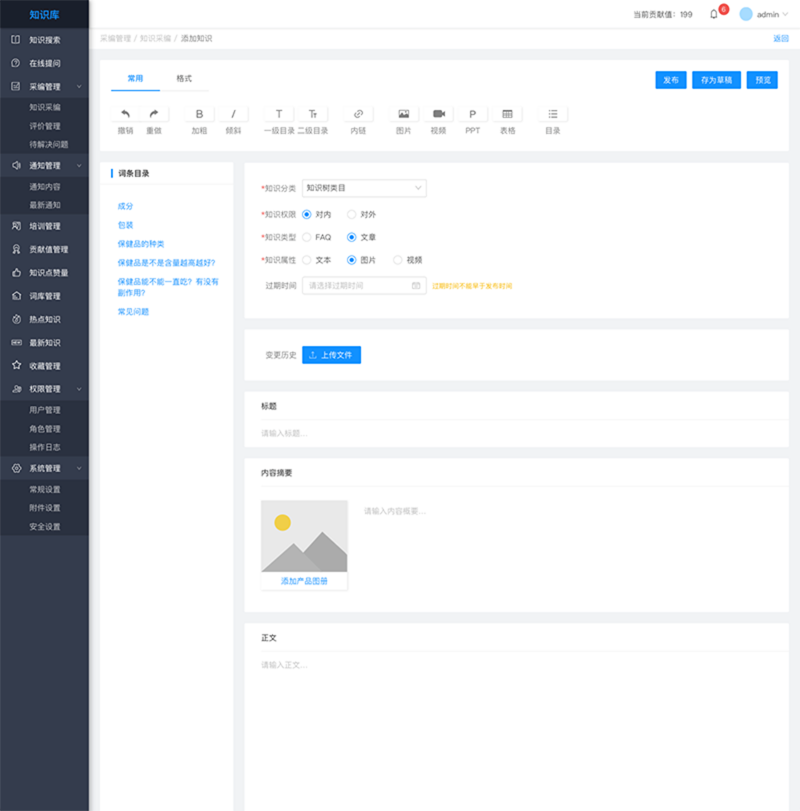 知识库
当前贡献值：199
6
admin
采编管理 / 知识采编 / 添加知识
返回
知识搜索
在线提问
采编管理
知识采编
评价管理
待解决问题
通知管理
通知内容
最新通知
培训管理
贡献值管理
知识点赞量
词库管理
热点知识
最新知识
收藏管理
权限管理
用户管理
角色管理
操作日志
系统管理
常规设置
附件设置
安全设置
常用 格式
发布 存为草稿 预览
B I T Tт P
撤销 重做 加粗 倾斜 一级目录 二级目录 内链 图片 视频 PPT 表格 目录
词条目录
成分
包装
保健品的种类
保健品是不是含量越高越好?
保健品能不能一直吃？有没有
副作用?
常见问题
*知识分类 知识树类目
*知识权限 对内 对外
*知识类型 FAQ 文章
*知识属性 文本 图片 视频
过期时间 请选择过期时间 过期时间不能早于发布时间
变更历史 上传文件
标题
请输入标题...
内容摘要
请输入内容概要...
添加产品图册
正文
请输入正文...